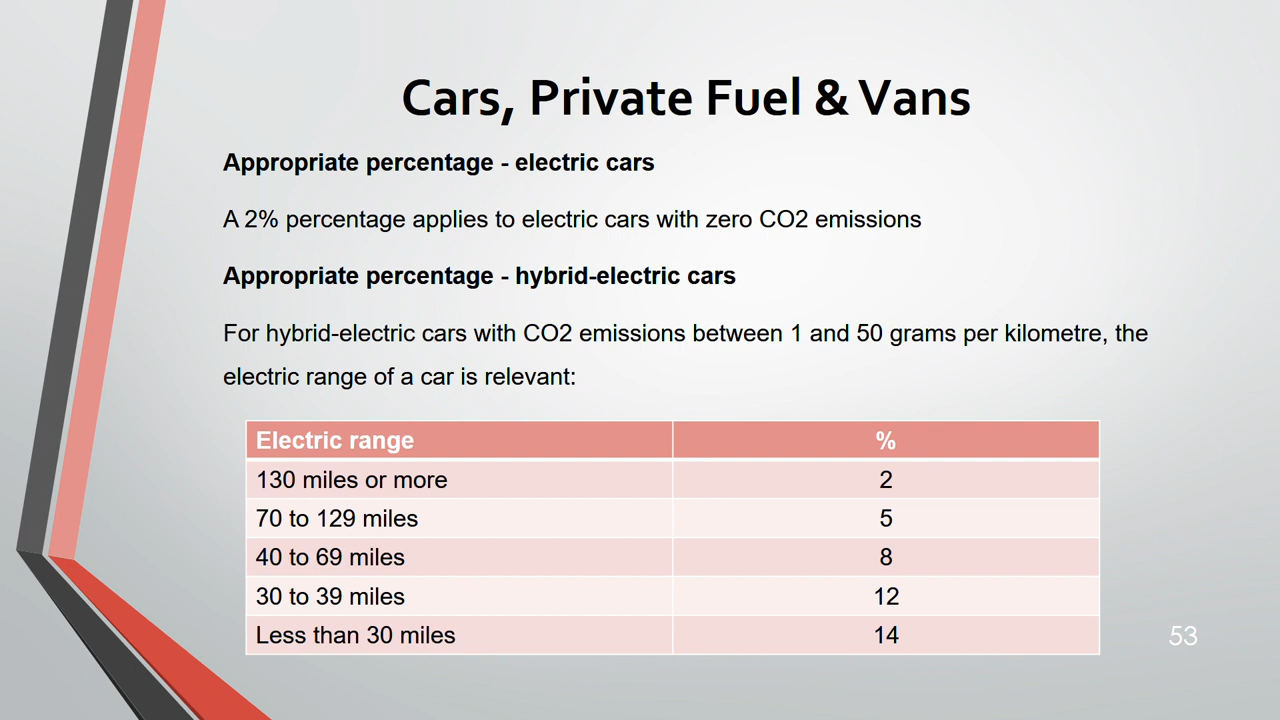 Cars, Private Fuel & Vans
Appropriate percentage - electric cars
A 2% percentage applies to electric cars with zero CO2 emissions
Appropriate percentage - hybrid-electric cars
For hybrid-electric cars with CO2 emissions between 1 and 50 grams per kilometre, the
electric range of a car is relevant:
Electric range %
130 miles or more 2
70 to 129 miles 5
40 to 69 miles 8
30 to 39 miles 12
Less than 30 miles 14
53